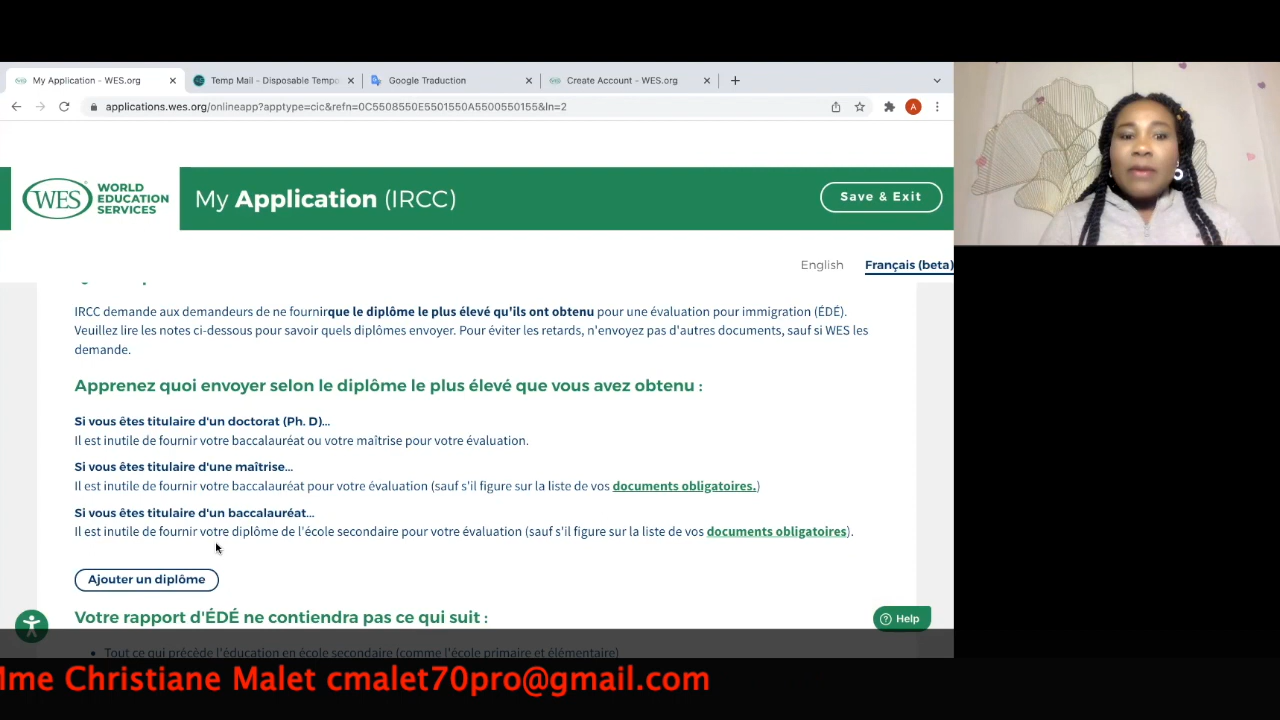 My Application - WES.org
Temp Mail - Disposable Tempo
Google Traduction
Create Account - WES.org
applications.wes.org/onlineapp?apptype=cic&refn=0C5508550E5501550A5500550155&ln=2
A
WES
WORLD
EDUCATION
SERVICES
My Application (IRCC)
Save & Exit
English
Français (beta)
IRCC demande aux demandeurs de ne fournirque le diplôme le plus élevé qu'ils ont obtenu pour une évaluation pour immigration (ÉDÉ).
Veuillez lire les notes ci-dessous pour savoir quels diplômes envoyer. Pour éviter les retards, n'envoyez pas d'autres documents, sauf si WES les
demande.
Apprenez quoi envoyer selon le diplôme le plus élevé que vous avez obtenu :
Si vous êtes titulaire d'un doctorat (Ph. D)...
Il est inutile de fournir votre baccalauréat ou votre maîtrise pour votre évaluation.
Si vous êtes titulaire d'une maîtrise...
Il est inutile de fournir votre baccalauréat pour votre évaluation (sauf s'il figure sur la liste de vos documents obligatoires.)
Si vous êtes titulaire d'un baccalauréat...
Il est inutile de fournir votre diplôme de l'école secondaire pour votre évaluation (sauf s'il figure sur la liste de vos documents obligatoires).
Ajouter un diplôme
Votre rapport d'ÉDÉ ne contiendra pas ce qui suit :
Help
• Tout ce qui précède l'éducation en école secondaire (comme l'école primaire et élémentaire)
Mme Christiane Malet cmalet70pro@gmail.com